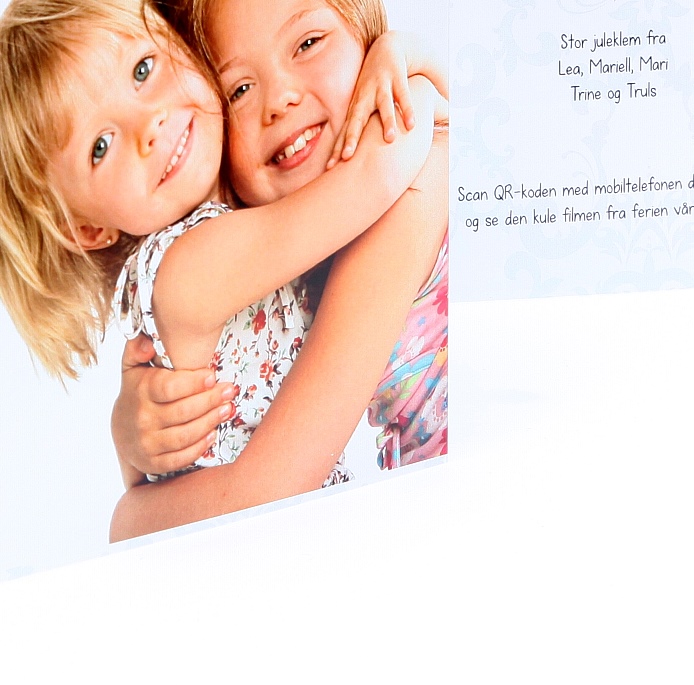 Stor juleklem fra
Lea, Mariell, Mari
Trine og Truls
Scan QR-koden med mobiltelefonen
og se den kule filmen fra ferien vår